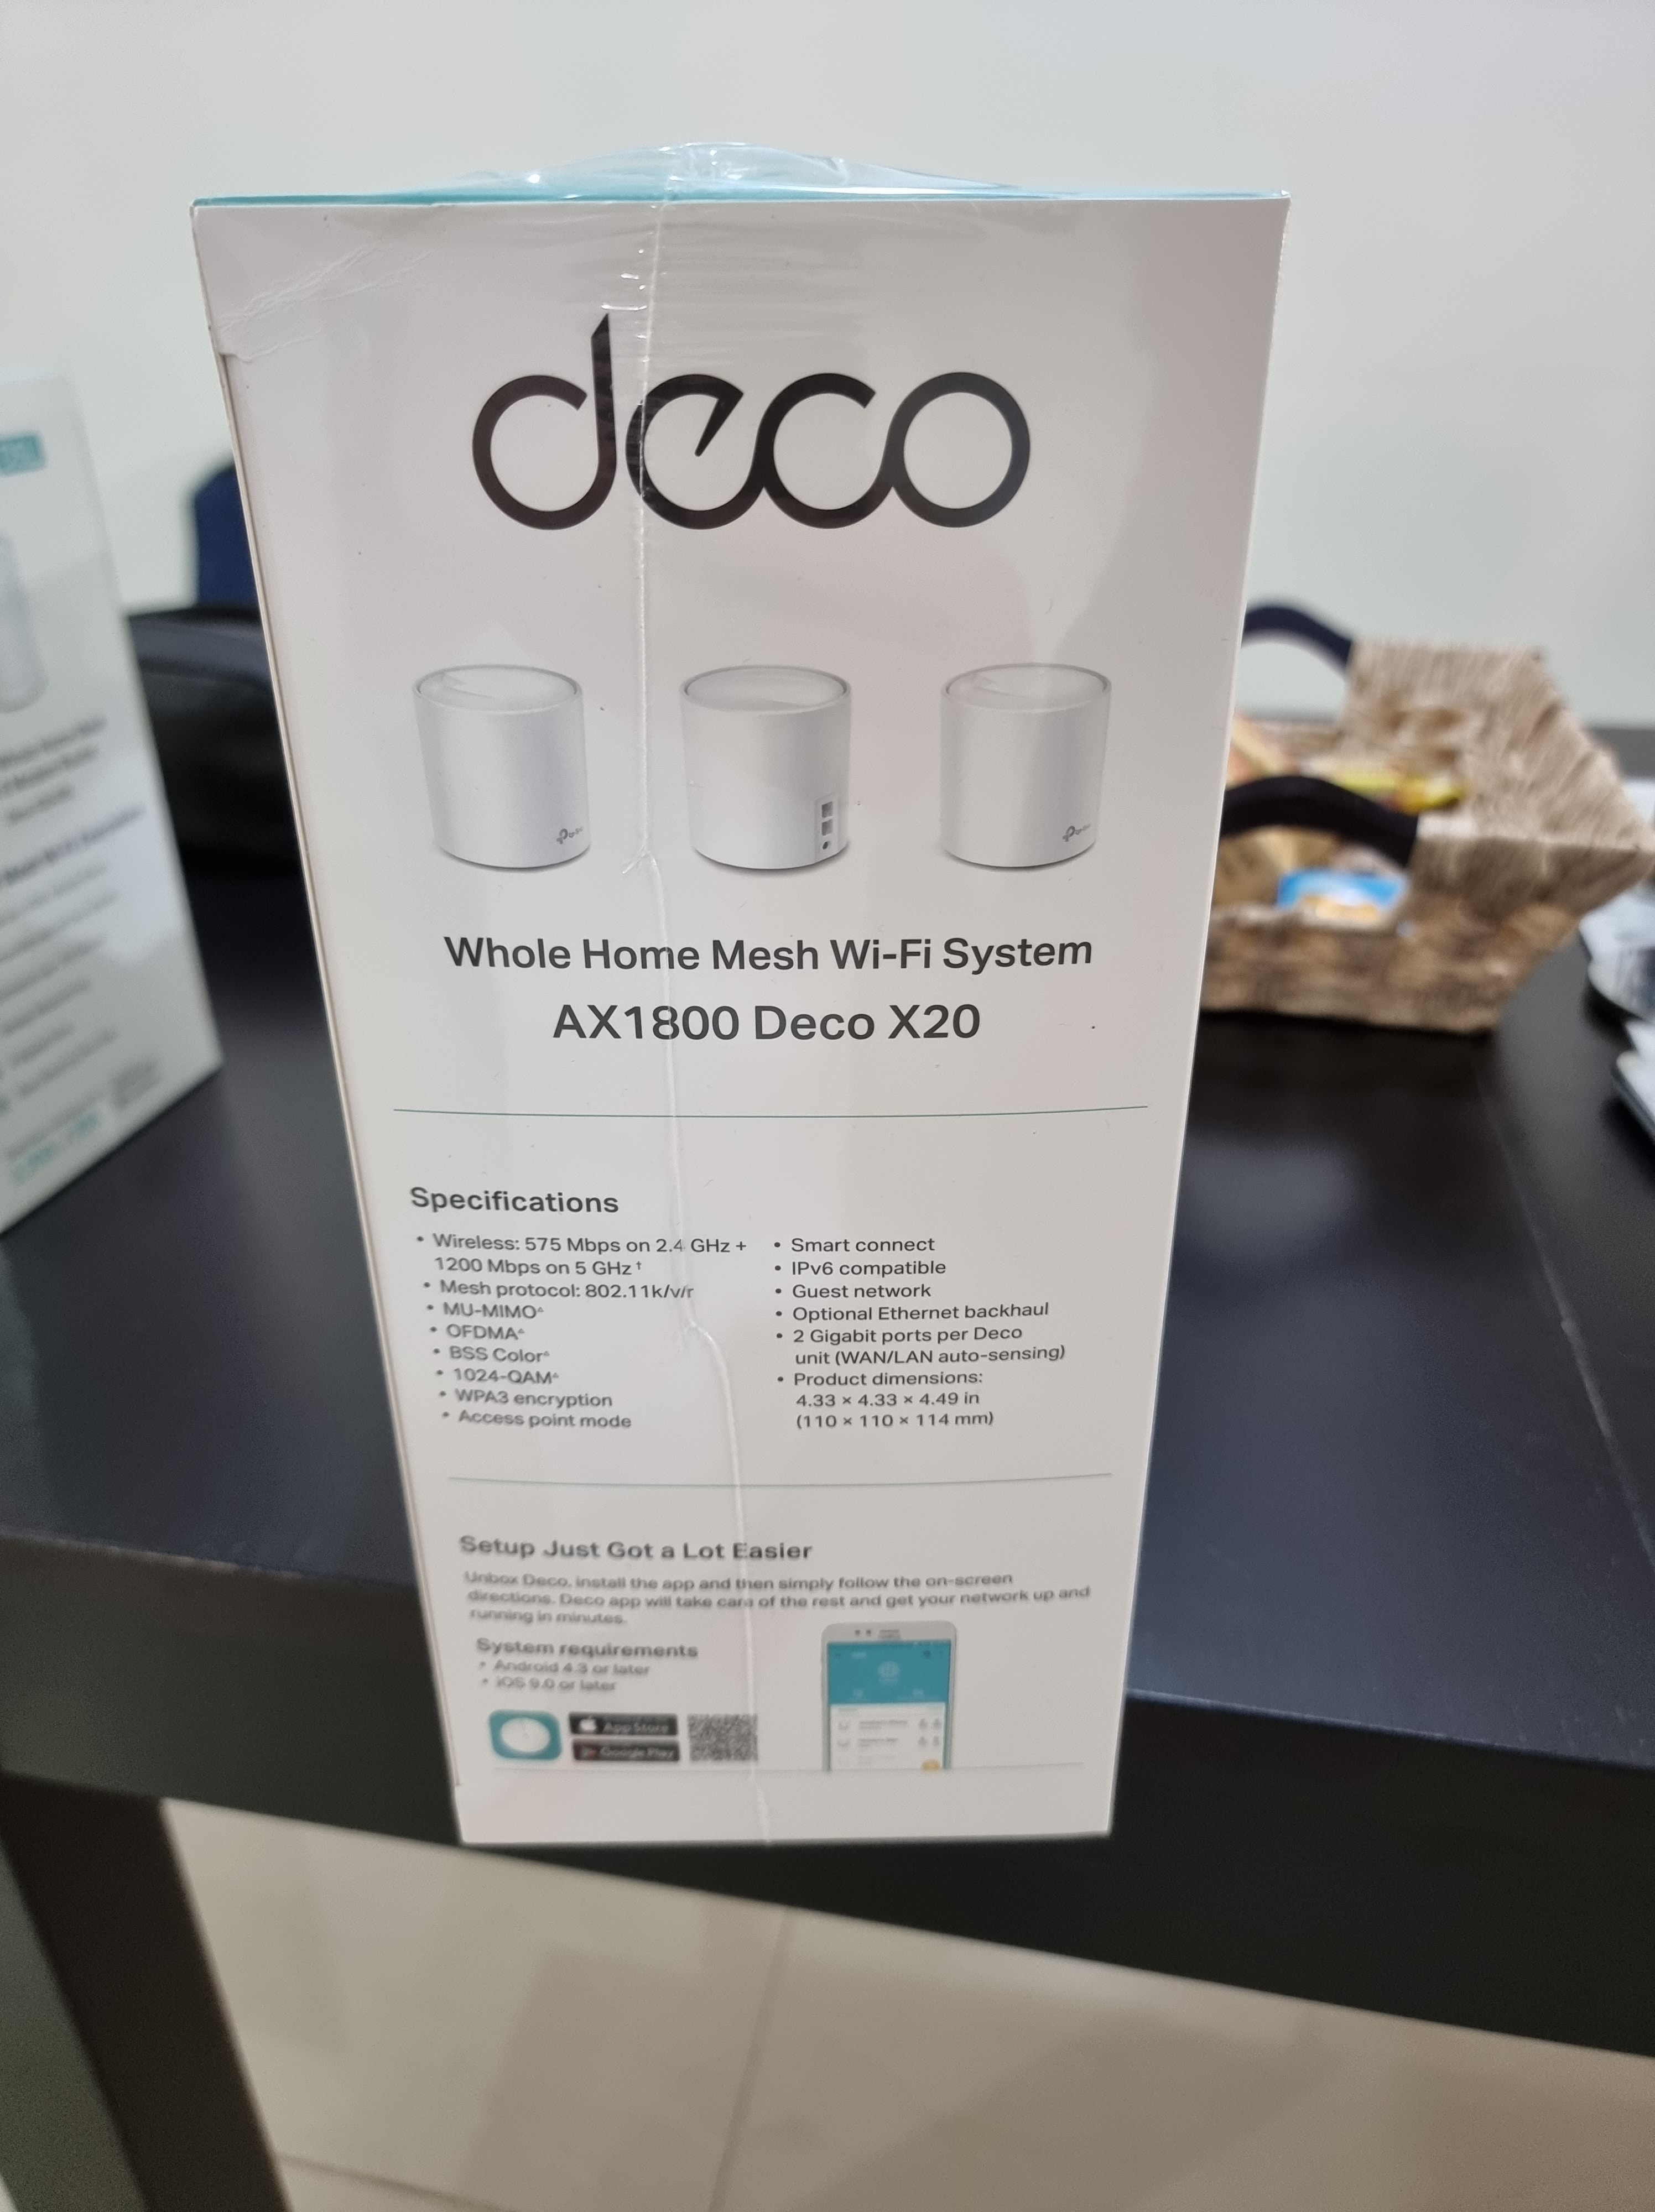 deco
Whole Home Mesh Wi-Fi System
AX1800 Deco X20
Specifications
• Wireless: 575 Mbps on 2.4 GHz +
1200 Mbps on 5 GHz †
• Mesh protocol: 802.11k/v/r
• MU-MIMO△
• OFDMA△
• BSS Color△
• 1024-QAM△
• WPA3 encryption
• Access point mode
• Smart connect
• IPv6 compatible
• Guest network
• Optional Ethernet backhaul
• 2 Gigabit ports per Deco
unit (WAN/LAN auto-sensing)
• Product dimensions:
4.33 × 4.33 × 4.49 in
(110 × 110 × 114 mm)
Setup Just Got a Lot Easier
Unbox Deco, install the app and then simply follow the on-screen
directions. Deco app will take care of the rest and get your network up and
running in minutes.
System requirements
• Android 4.3 or later
• iOS 9.0 or later
App Store
Google Play